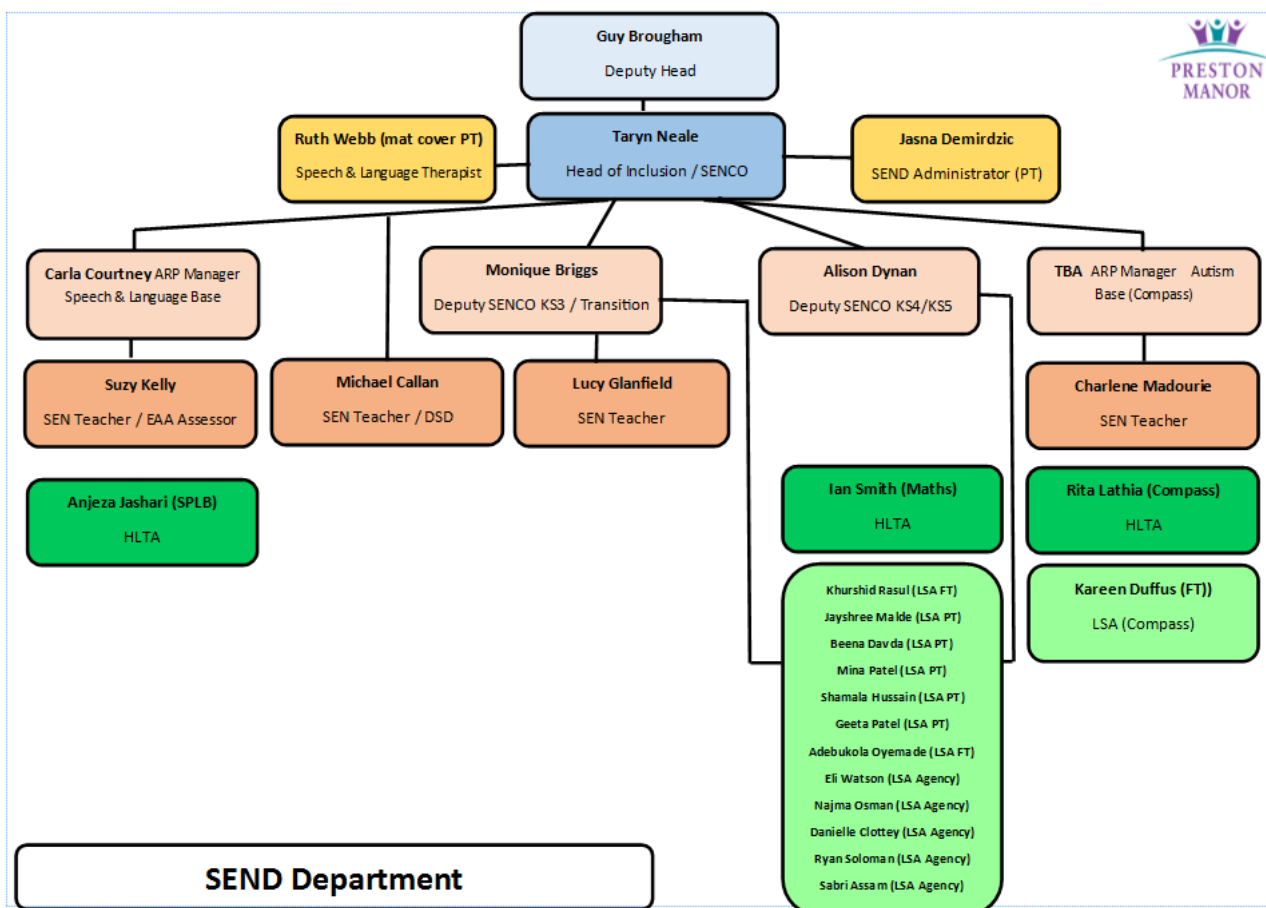 Guy Brougham
Deputy Head
PRESTON
MANOR
Ruth Webb (mat cover PT)
Speech & Language Therapist
Taryn Neale
Head of Inclusion / SENCO
Jasna Demirdzic
SEND Administrator (PT)
Carla Courtney ARP Manager
Speech & Language Base
Monique Briggs
Deputy SENCO KS3 / Transition
Alison Dynan
Deputy SENCO KS4/KS5
TBA ARP Manager Autism
Base (Compass)
Suzy Kelly
SEN Teacher / EAA Assessor
Michael Callan
SEN Teacher / DSD
Lucy Glanfield
SEN Teacher
Charlene Madourie
SEN Teacher
Anjeza Jashari (SPLB)
HLTA
Ian Smith (Maths)
HLTA
Rita Lathia (Compass)
HLTA
Khurshid Rasul (LSA FT)
Jayshree Malde (LSA PT)
Beena Davda (LSA PT)
Mina Patel (LSA PT)
Shamala Hussain (LSA PT)
Geeta Patel (LSA PT)
Adebukola Oyemade (LSA FT)
Eli Watson (LSA Agency)
Najma Osman (LSA Agency)
Danielle Clottey (LSA Agency)
Ryan Soloman (LSA Agency)
Sabri Assam (LSA Agency)
Kareen Duffus (FT))
LSA (Compass)
SEND Department